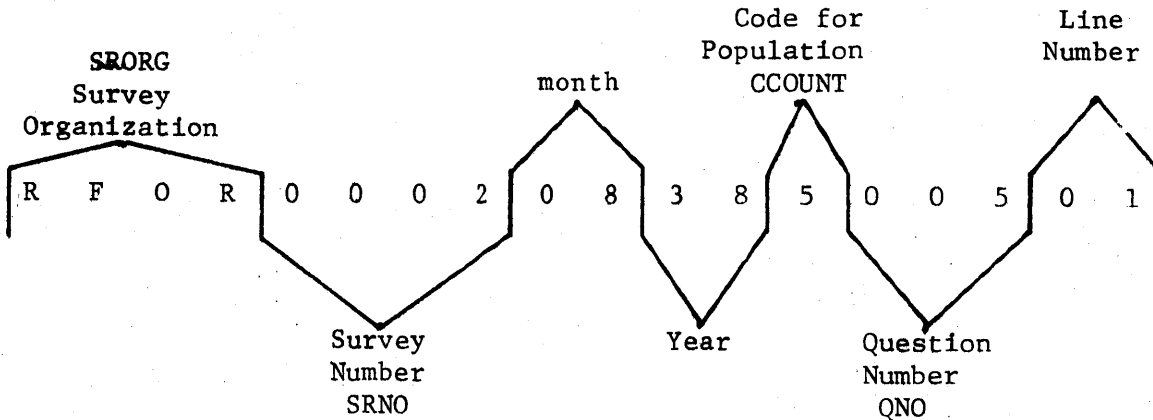 SRORG
Survey
Organization
month
Code for
Population
CCOUNT
Line
Number
R F O R 0 0 0 2 0 8 3 8 5 0 0 5 0 1
Survey
Number
SRNO
Year
Question
Number
QNO